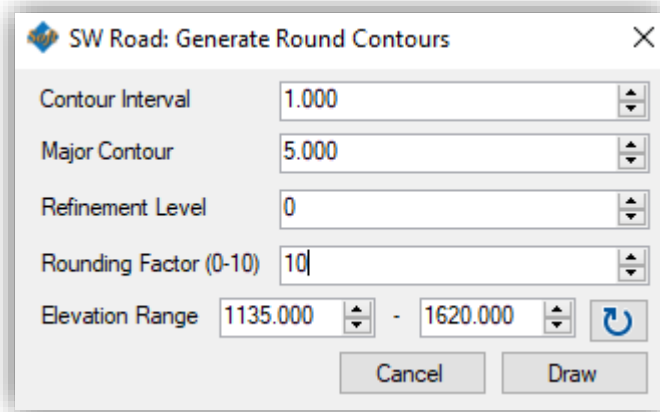 Soft SW Road: Generate Round Contours
Contour Interval 1.000
Major Contour 5.000
Refinement Level 0
Rounding Factor (0-10) 10
Elevation Range 1135.000 - 1620.000
Cancel Draw